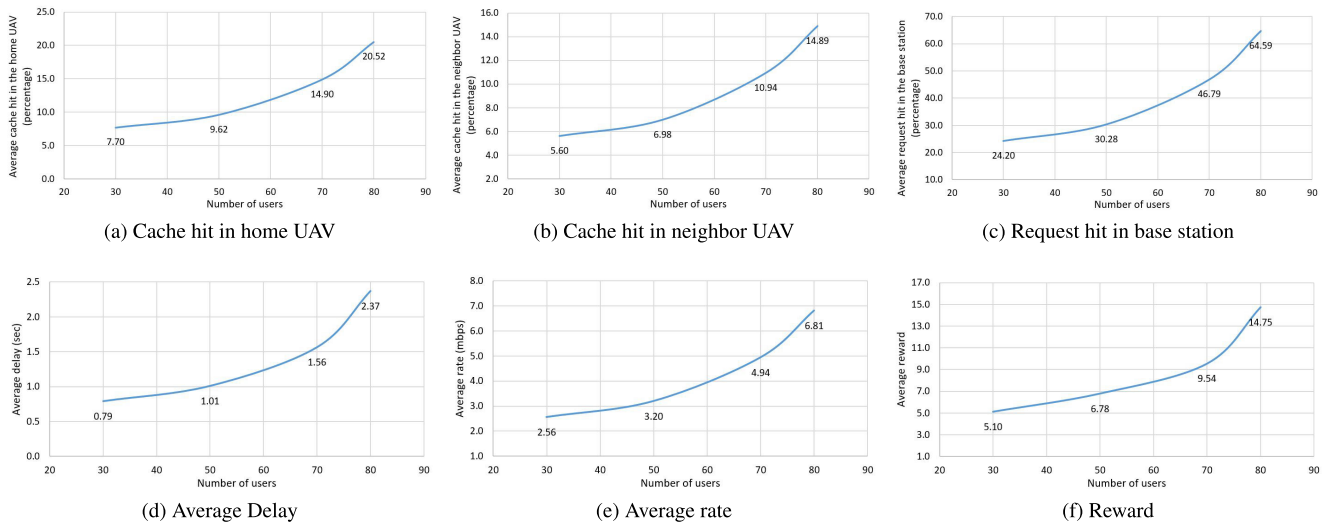 Average cache hit in the home UAV
(percentage)
25.0
20.0
15.0
10.0
5.0
0.0
7.70
9.62
14.90
20.52
20 30 40 50 60 70 80 90
Number of users
(a) Cache hit in home UAV
Average cache hit in the neighbor UAV
(percentage)
16.0
14.0
12.0
10.0
8.0
6.0
4.0
2.0
5.60
6.98
10.94
14.89
20 30 40 50 60 70 80 90
Number of users
(b) Cache hit in neighbor UAV
Average request hit in the base station
(percentage)
70.0
60.0
50.0
40.0
30.0
20.0
10.0
24.20
30.28
46.79
64.59
20 30 40 50 60 70 80 90
Number of users
(c) Request hit in base station
Average delay (sec)
2.5
2.0
1.5
1.0
0.5
0.0
0.79
1.01
1.56
2.37
20 30 40 50 60 70 80 90
Number of users
(d) Average Delay
Average rate (mbps)
8.0
7.0
6.0
5.0
4.0
3.0
2.0
1.0
2.56
3.20
4.94
6.81
20 30 40 50 60 70 80 90
Number of users
(e) Average rate
Average reward
17.0
15.0
13.0
11.0
9.0
7.0
5.0
3.0
1.0
5.10
6.78
9.54
14.75
20 30 40 50 60 70 80 90
Number of users
(f) Reward